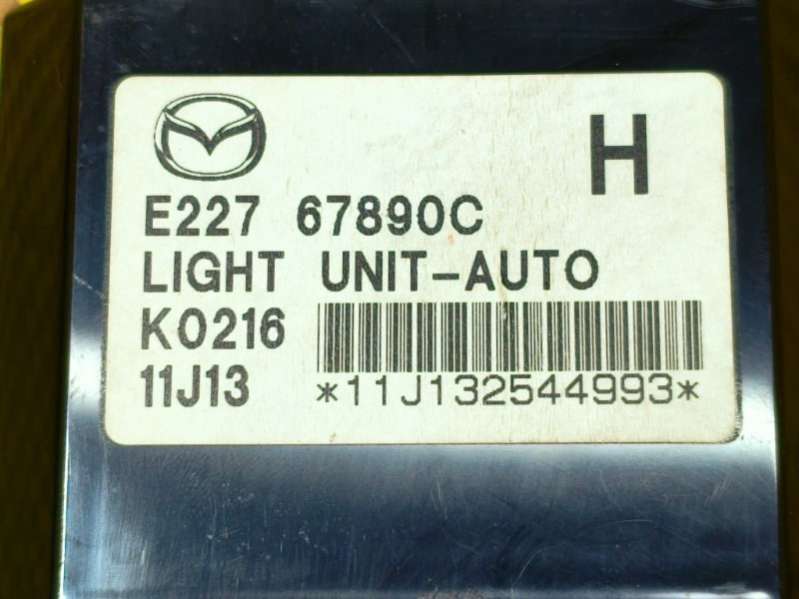 H
E227 67890C
LIGHT UNIT-AUTO
K0216
11J13
*11J132544993*